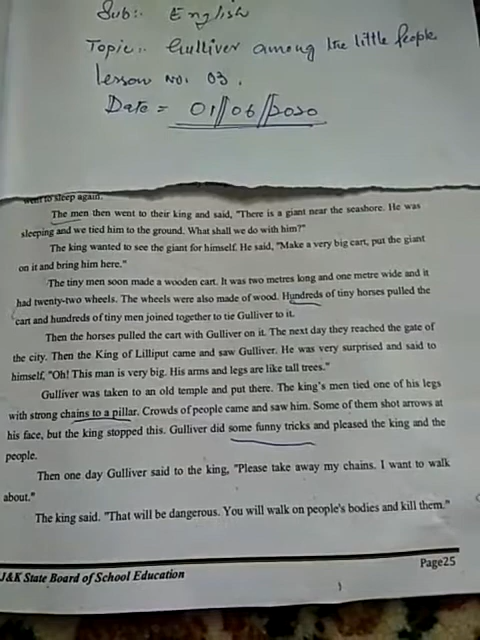 Sub:- English
Topic:- Gulliver among the little People
lesson no. 03.
Date = 01//06//2020
went to sleep again.
The men then went to their king and said, "There is a giant near the seashore. He was
sleeping and we tied him to the ground. What shall we do with him?"
The king wanted to see the giant for himself. He said, "Make a very big cart, put the giant
on it and bring him here."
The tiny men soon made a wooden cart. It was two metres long and one metre wide and it
had twenty-two wheels. The wheels were also made of wood. Hundreds of tiny horses pulled the
cart and hundreds of tiny men joined together to tie Gulliver to it.
Then the horses pulled the cart with Gulliver on it. The next day they reached the gate of
the city. Then the King of Lilliput came and saw Gulliver. He was very surprised and said to
himself, "Oh! This man is very big. His arms and legs are like tall trees."
Gulliver was taken to an old temple and put there. The king's men tied one of his legs
with strong chains to a pillar. Crowds of people came and saw him. Some of them shot arrows at
his face, but the king stopped this. Gulliver did some funny tricks and pleased the king and the
people.
Then one day Gulliver said to the king, "Please take away my chains. I want to walk
about."
The king said. "That will be dangerous. You will walk on people's bodies and kill them."
J&K State Board of School Education
Page25